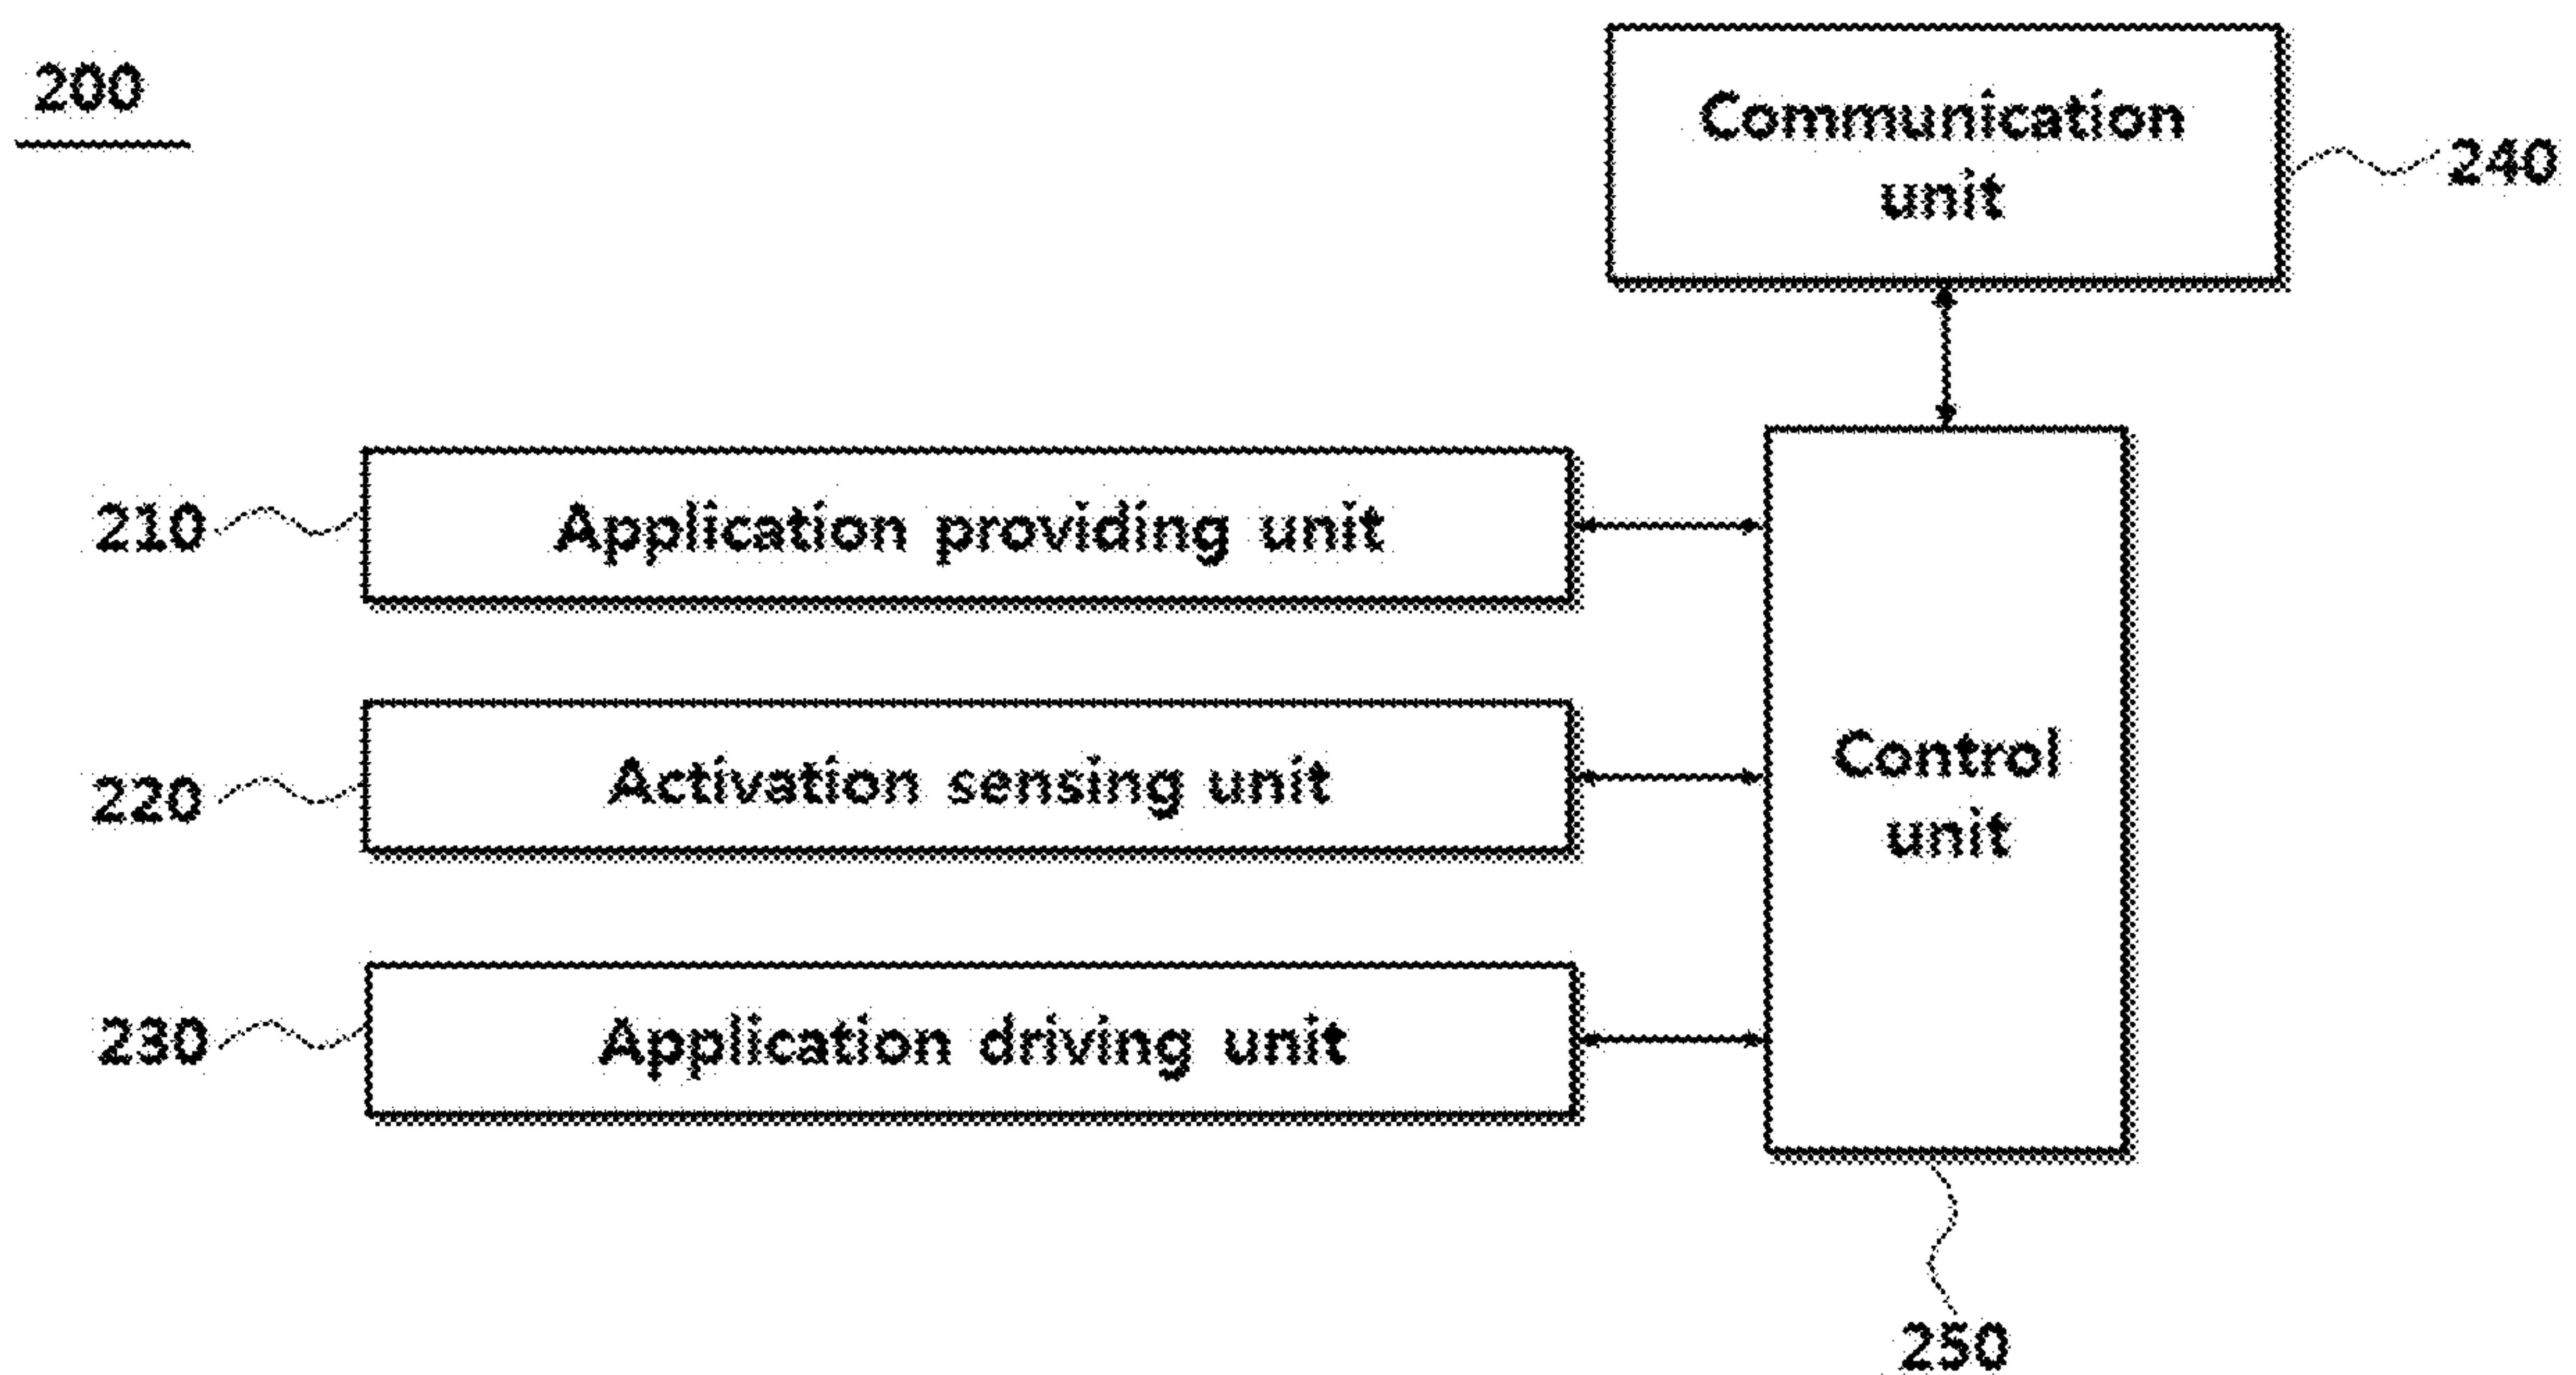 200
Communication
unit
240
210
Application providing unit
220
Activation sensing unit
Control
unit
230
Application driving unit
250